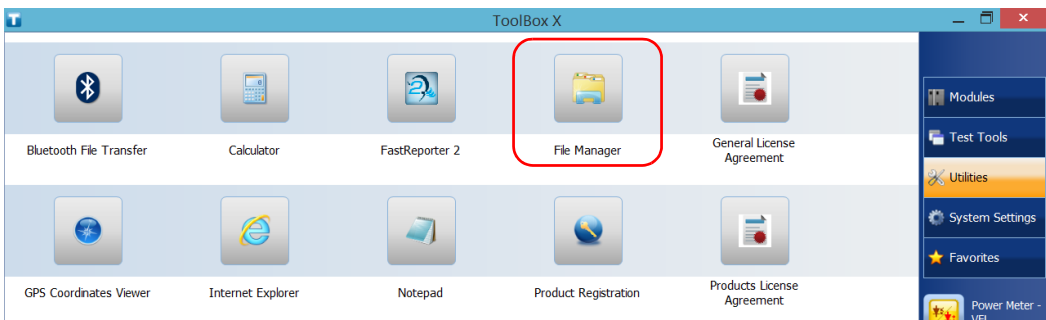 ToolBox X
Bluetooth File Transfer
Calculator
FastReporter 2
File Manager
General License
Agreement
GPS Coordinates Viewer
Internet Explorer
Notepad
Product Registration
Products License
Agreement
Modules
Test Tools
Utilities
System Settings
Favorites
Power Meter -
VFL